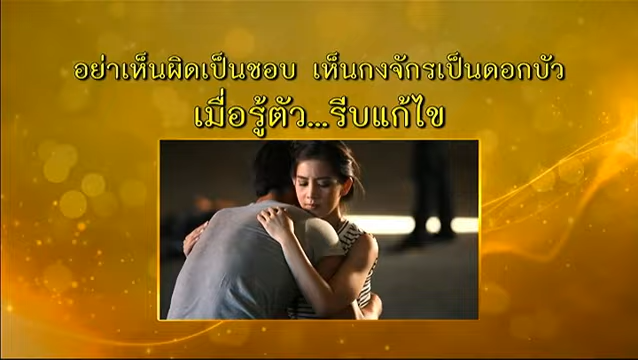 อย่าเห็นผิดเป็นชอบ เห็นกงจักรเป็นดอกบัว
เมื่อรู้ตัว...รีบแก้ไข